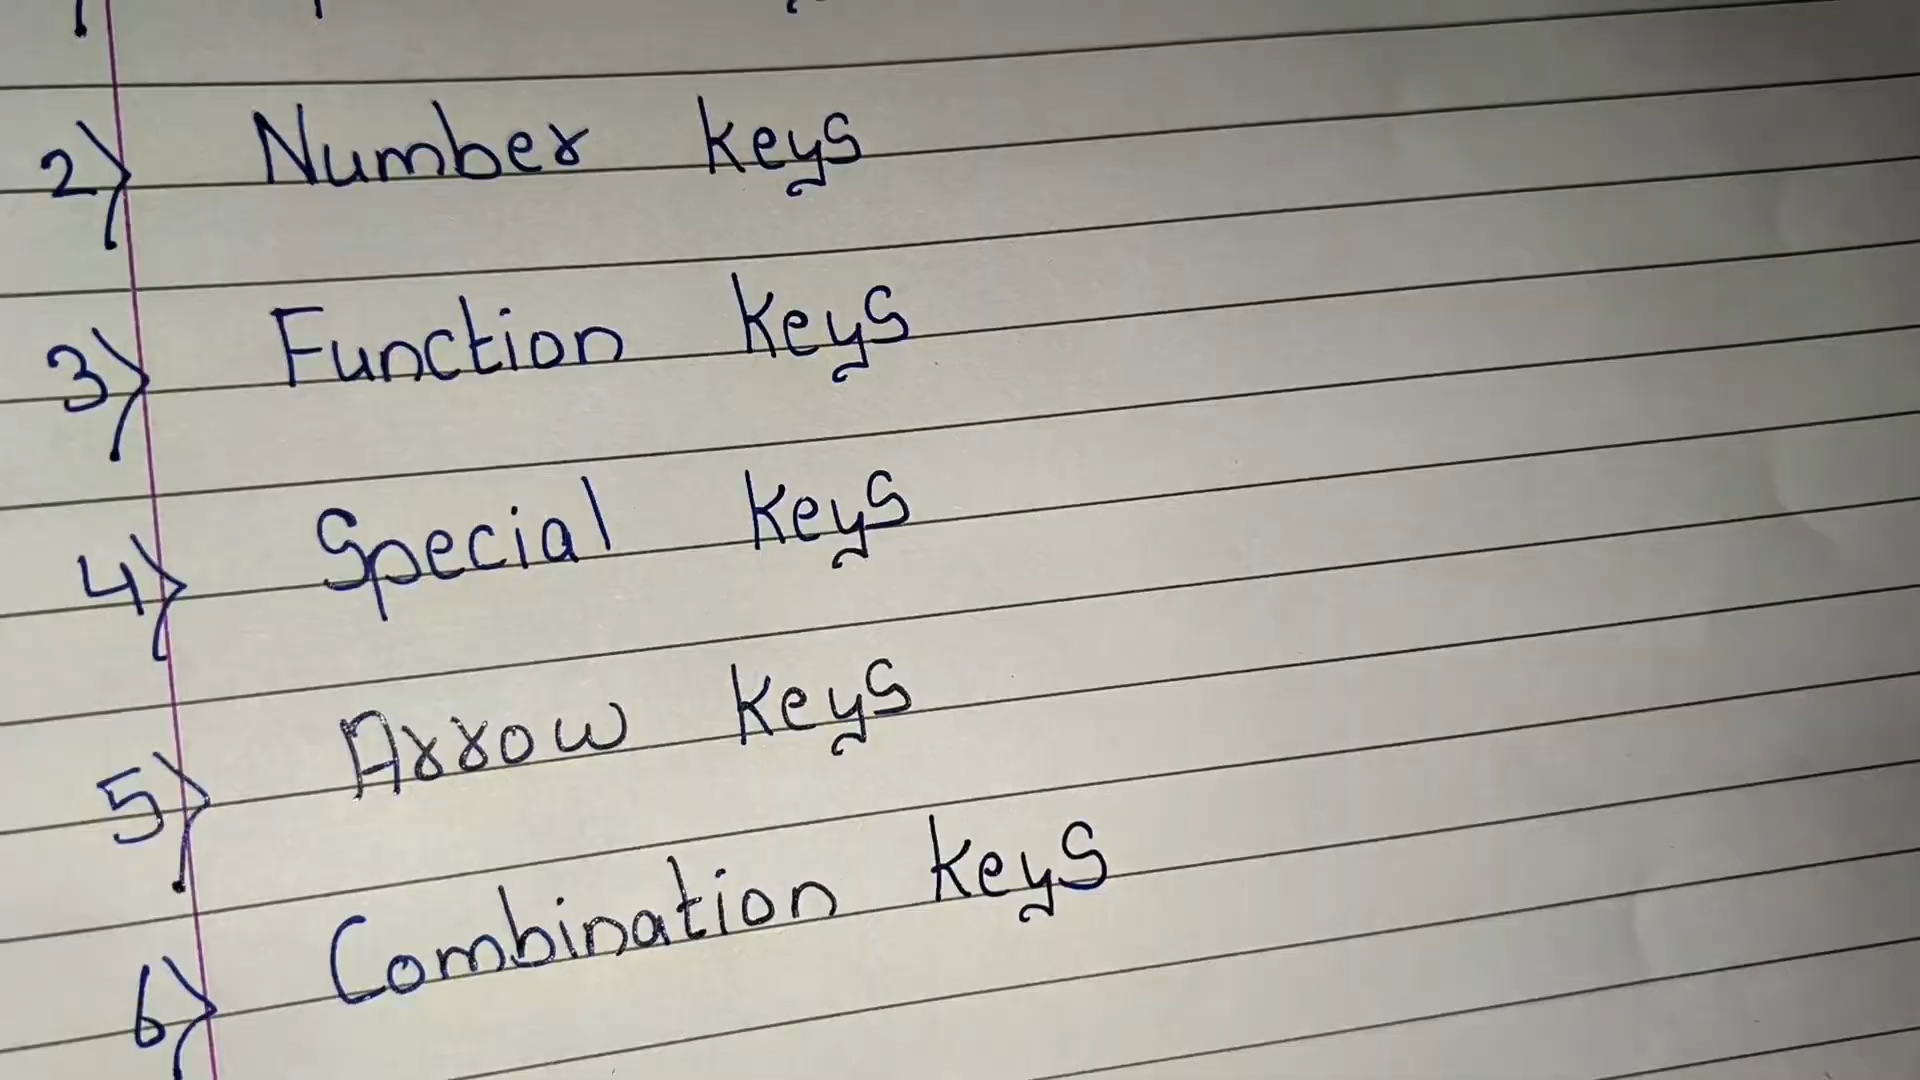 2) Number keys
3) Function keys
4) Special keys
5) Arrow keys
6) Combination keys